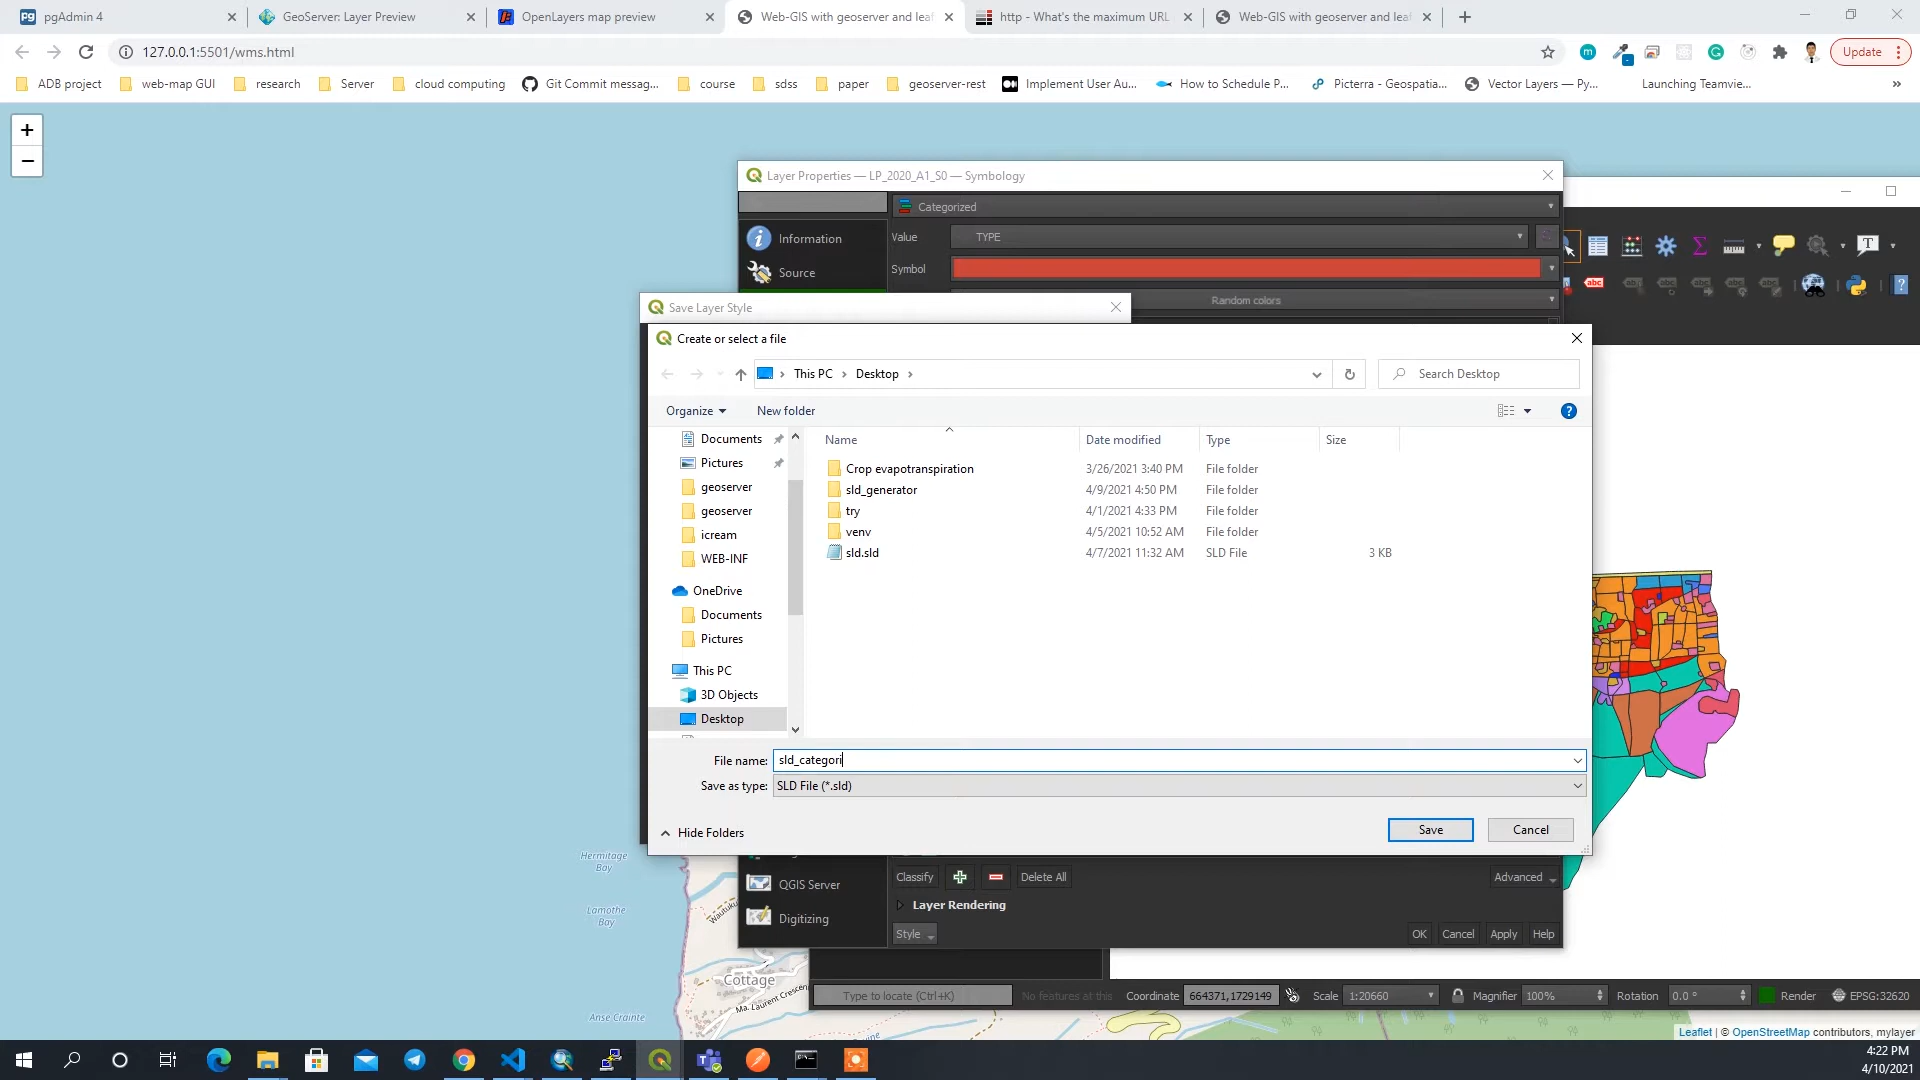 pgAdmin 4
GeoServer: Layer Preview
OpenLayers map preview
Web-GIS with geoserver and leaf
http - What's the maximum URL
Web-GIS with geoserver and leaf
127.0.0.1:5501/wms.html
Update
ADB project
web-map GUI
research
Server
cloud computing
Git Commit messag...
course
sdss
paper
geoserver-rest
Implement User Au...
How to Schedule P...
Picterra - Geospatia...
Vector Layers — Py...
Launching Teamvie...
»
+
−
Layer Properties — LP_2020_A1_S0 — Symbology
Categorized
Information
Value
TYPE
Source
Symbol
Random colors
Save Layer Style
Create or select a file
This PC
Desktop
Search Desktop
Organize
New folder
Documents
Pictures
geoserver
geoserver
icream
WEB-INF
OneDrive
Documents
Pictures
This PC
3D Objects
Desktop
Name
Date modified
Type
Size
Crop evapotranspiration
3/26/2021 3:40 PM
File folder
sld_generator
4/9/2021 4:50 PM
File folder
try
4/1/2021 4:33 PM
File folder
venv
4/5/2021 10:52 AM
File folder
sld.sld
4/7/2021 11:32 AM
SLD File
3 KB
File name:
sld_categori
Save as type:
SLD File (*.sld)
Hide Folders
Save
Cancel
Hermitage
Bay
Lamothe
Bay
Cottage
Anse Crainte
QGIS Server
Digitizing
Classify
Delete All
Advanced
Layer Rendering
Style
OK
Cancel
Apply
Help
Type to locate (Ctrl+K)
No features at this
Coordinate
664371,1729149
Scale
1:20660
Magnifier
100%
Rotation
0.0 °
Render
EPSG:32620
Leaflet | © OpenStreetMap contributors, mylayer
4:22 PM
4/10/2021